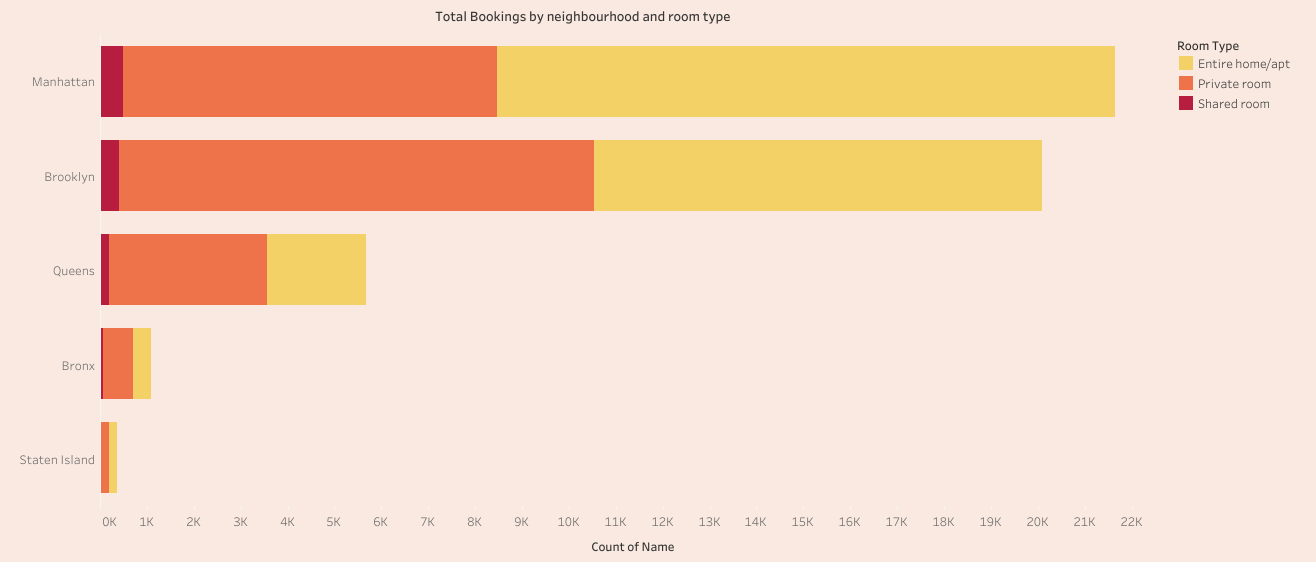 Total Bookings by neighbourhood and room type
Room Type
Entire home/apt
Private room
Shared room
Manhattan
Brooklyn
Queens
Bronx
Staten Island
0K 1K 2K 3K 4K 5K 6K 7K 8K 9K 10K 11K 12K 13K 14K 15K 16K 17K 18K 19K 20K 21K 22K
Count of Name